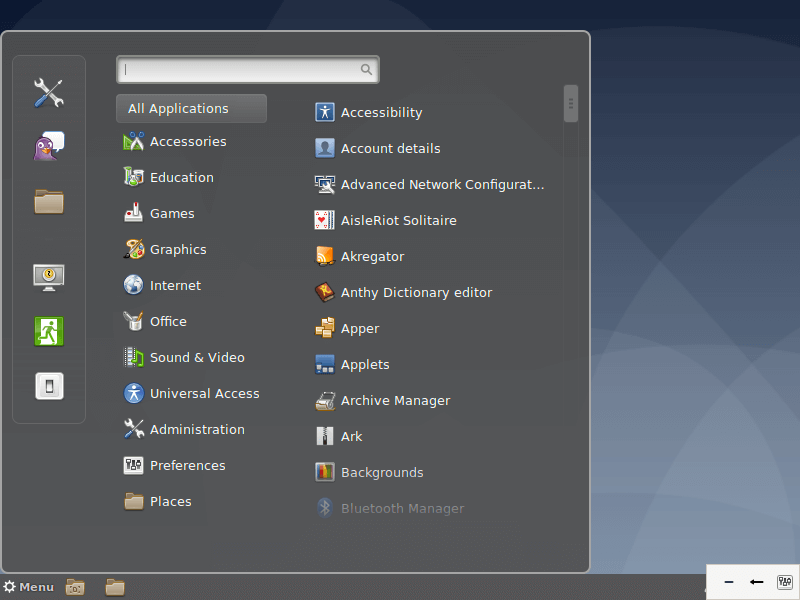 All Applications
Accessories
Education
Games
Graphics
Internet
Office
Sound & Video
Universal Access
Administration
Preferences
Places
Accessibility
Account details
Advanced Network Configurat...
AisleRiot Solitaire
Akregator
Anthy Dictionary editor
Apper
Applets
Archive Manager
Ark
Backgrounds
Bluetooth Manager
Menu